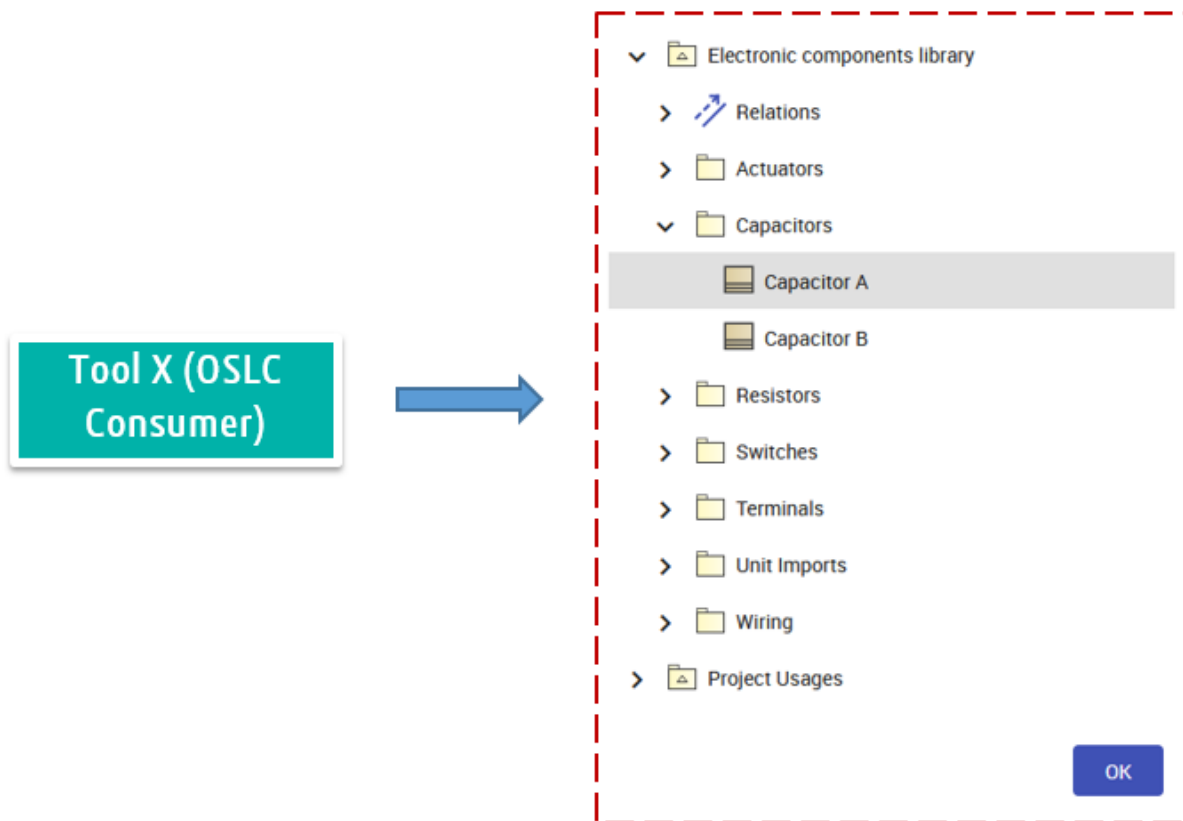 Electronic components library
Relations
Actuators
Capacitors
Capacitor A
Capacitor B
Tool X (OSLC
Consumer)
Resistors
Switches
Terminals
Unit Imports
Wiring
Project Usages
OK